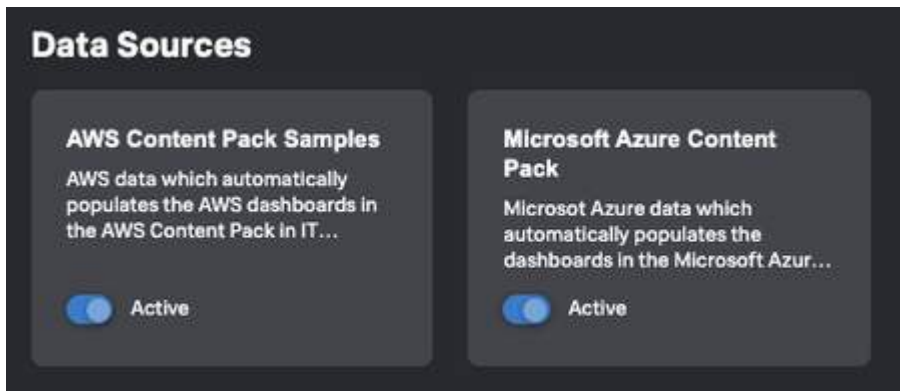 Data Sources
AWS Content Pack Samples
AWS data which automatically
populates the AWS dashboards in
the AWS Content Pack in IT...
Active
Microsoft Azure Content
Pack
Microsot Azure data which
automatically populates the
dashboards in the Microsoft Azur...
Active